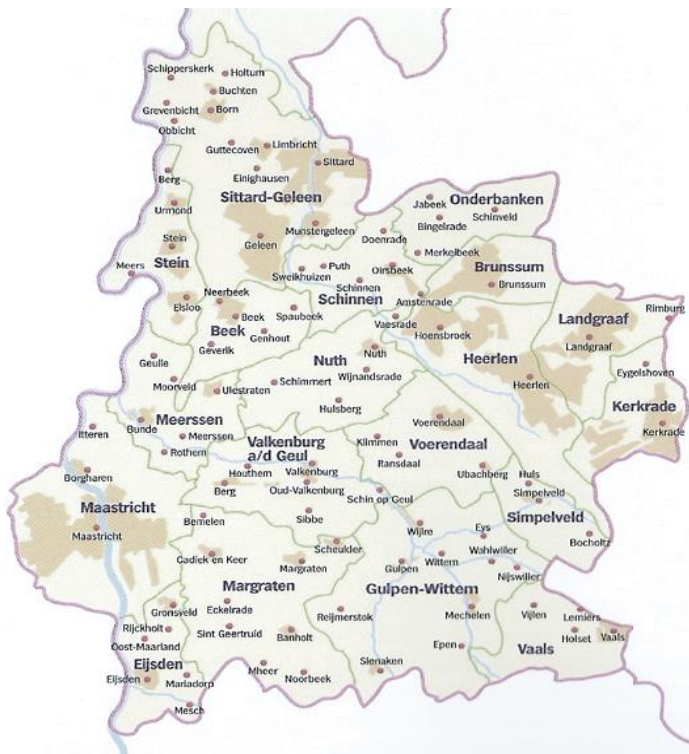 Schipperskerk
Holtum
Buchten
Grevenbicht
Born
Obbicht
Guttecoven
Limbricht
Sittard
Einighausen
Berg
Sittard-Geleen
Onderbanken
Jabeek
Schinveld
Urmond
Bingelrade
Munstergeleen
Doenrade
Stein
Geleen
Merkelbeek
Stein
Meers
Puth
Oirsbeek
Brunssum
Sweikhuizen
Schinnen
Brunssum
Neerbeek
Schinnen
Amstenrade
Elsloo
Spaubeek
Rimburg
Beek
Vaesrade
Landgraaf
Beek
Genhout
Hoensbroek
Geverik
Landgraaf
Nuth
Nuth
Geulle
Heerlen
Eygelshoven
Wijnandsrade
Moorveld
Schimmert
Heerlen
Ulestraten
Kerkrade
Hulsberg
Meerssen
Bunde
Voerendaal
Itteren
Kerkrade
Meerssen
Valkenburg
Klimmen
Voerendaal
Rothem
a/d Geul
Ransdaal
Borgharen
Houthem
Valkenburg
Ubachberg
Huls
Berg
Oud-Valkenburg
Schin op Geul
Simpelveld
Maastricht
Sibbe
Simpelveld
Bemelen
Wijlre
Eys
Maastricht
Bocholtz
Scheulder
Wahlwiller
Cadier en Keer
Wittem
Margraten
Gulpen
Nijswiller
Margraten
Gulpen-Wittem
Gronsveld
Eckelrade
Reijmerstok
Mechelen
Vijlen
Lemiers
Rijckholt
Sint Geertruid
Banholt
Holset
Vaals
Oost-Maarland
Epen
Vaals
Eijsden
Mheer
Slenaken
Eijsden
Mariadorp
Noorbeek
Mesch